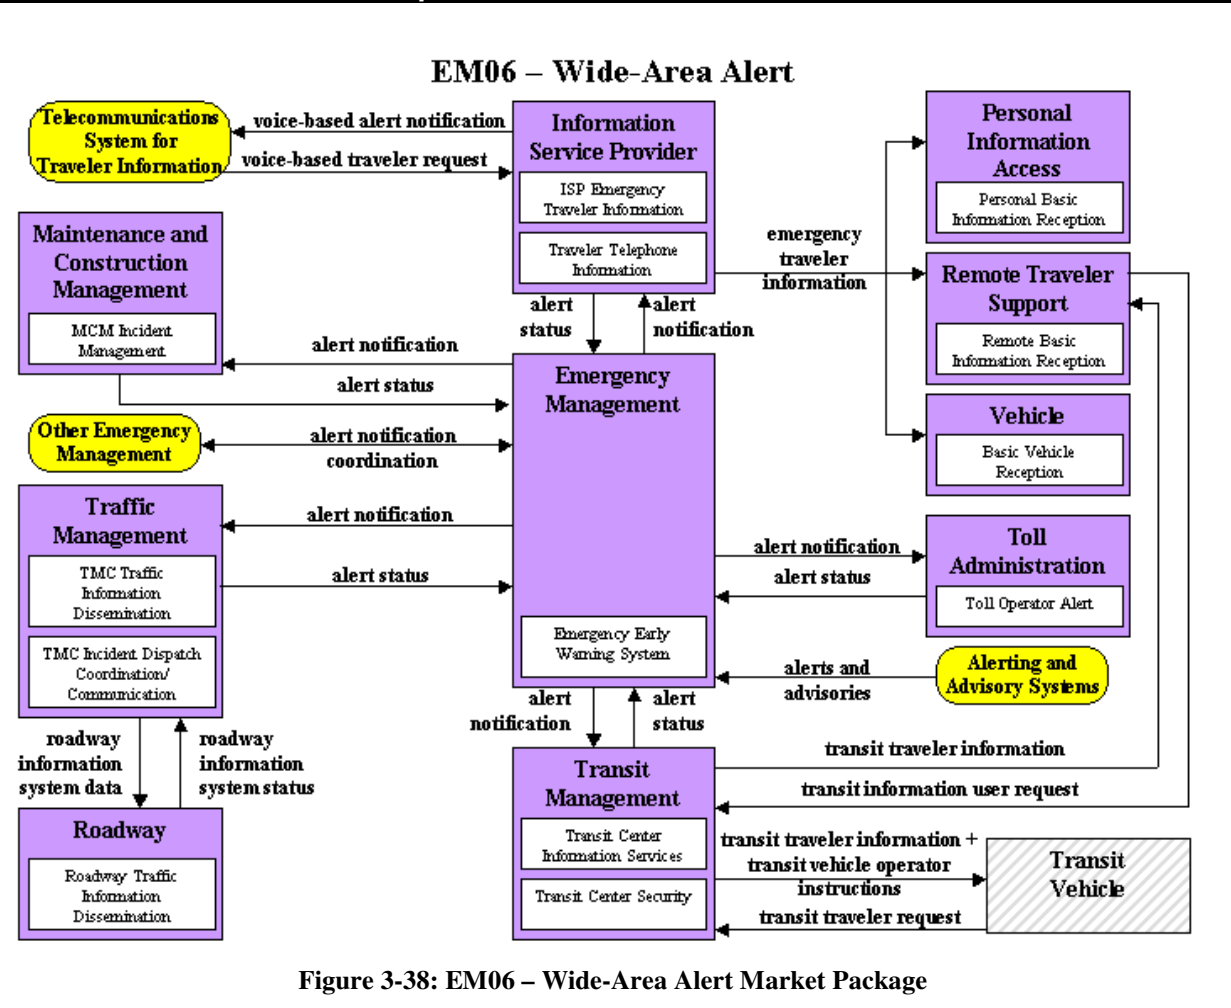 EM06 – Wide-Area Alert
Telecommunications
System for
Traveler Information
voice-based alert notification
voice-based traveler request
Information
Service Provider
ISP Emergency
Traveler Information
Traveler Telephone
Information
Personal
Information
Access
Personal Basic
Information Reception
Maintenance and
Construction
Management
MCM Incident
Management
emergency
traveler
information
Remote Traveler
Support
Remote Basic
Information Reception
alert
status
alert
notification
alert notification
alert status
Emergency
Management
Vehicle
Basic Vehicle
Reception
Other Emergency
Management
alert notification
coordination
Traffic
Management
TMC Traffic
Information
Dissemination
TMC Incident Dispatch
Coordination/
Communication
alert notification
alert status
alert notification
alert status
Toll
Administration
Toll Operator Alert
Emergency Early
Warning System
alerts and
advisories
Alerting and
Advisory Systems
alert
notification
alert
status
roadway
information
system data
roadway
information
system status
Transit
Management
Transit Center
Information Services
Transit Center Security
transit traveler information
transit information user request
transit traveler information +
transit vehicle operator
instructions
transit traveler request
Transit
Vehicle
Roadway
Roadway Traffic
Information
Dissemination
Figure 3-38: EM06 – Wide-Area Alert Market Package